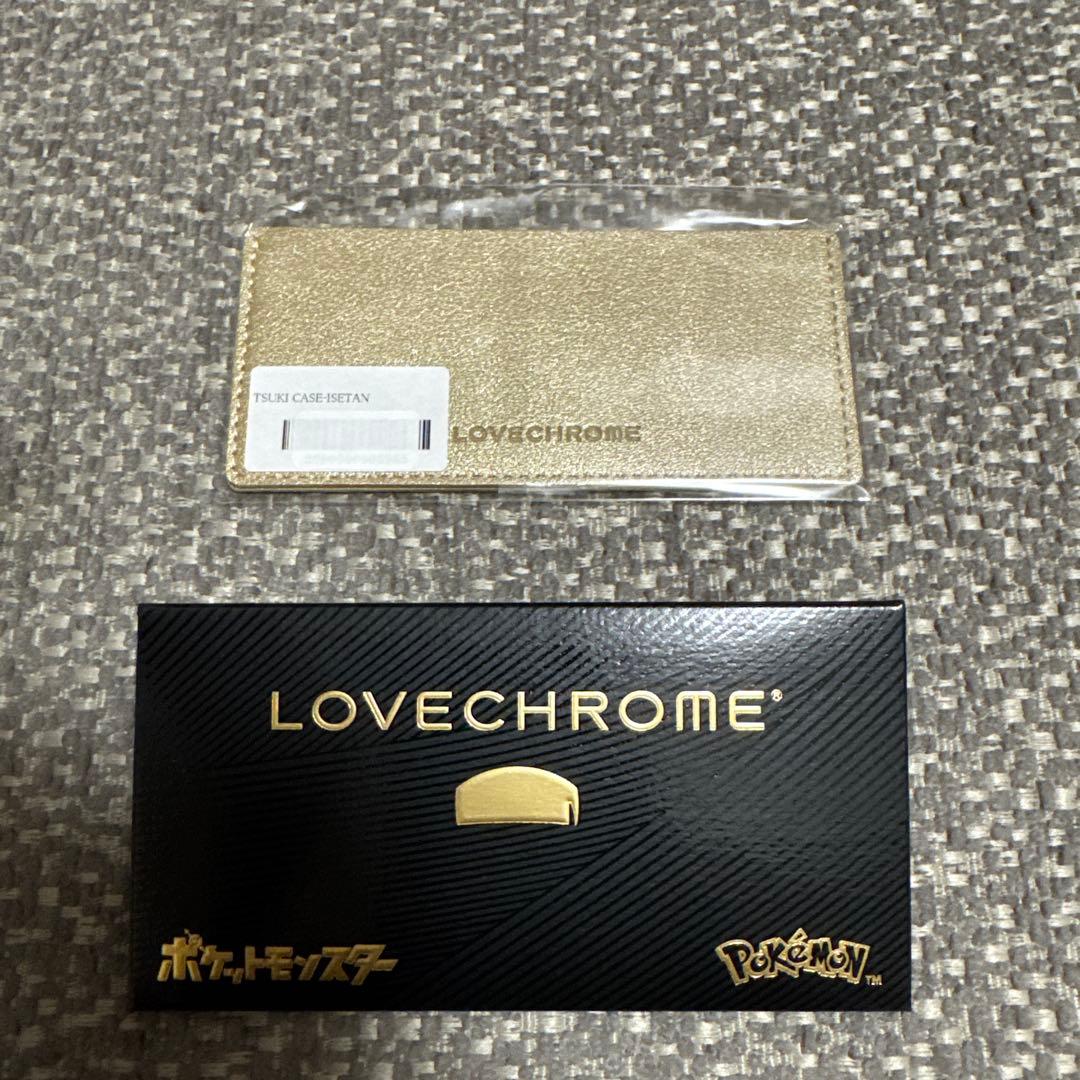 TSUKI CASE-ISETAN
LOVECHROME
LOVECHROME®
ポケットモンスター
POKéMON™